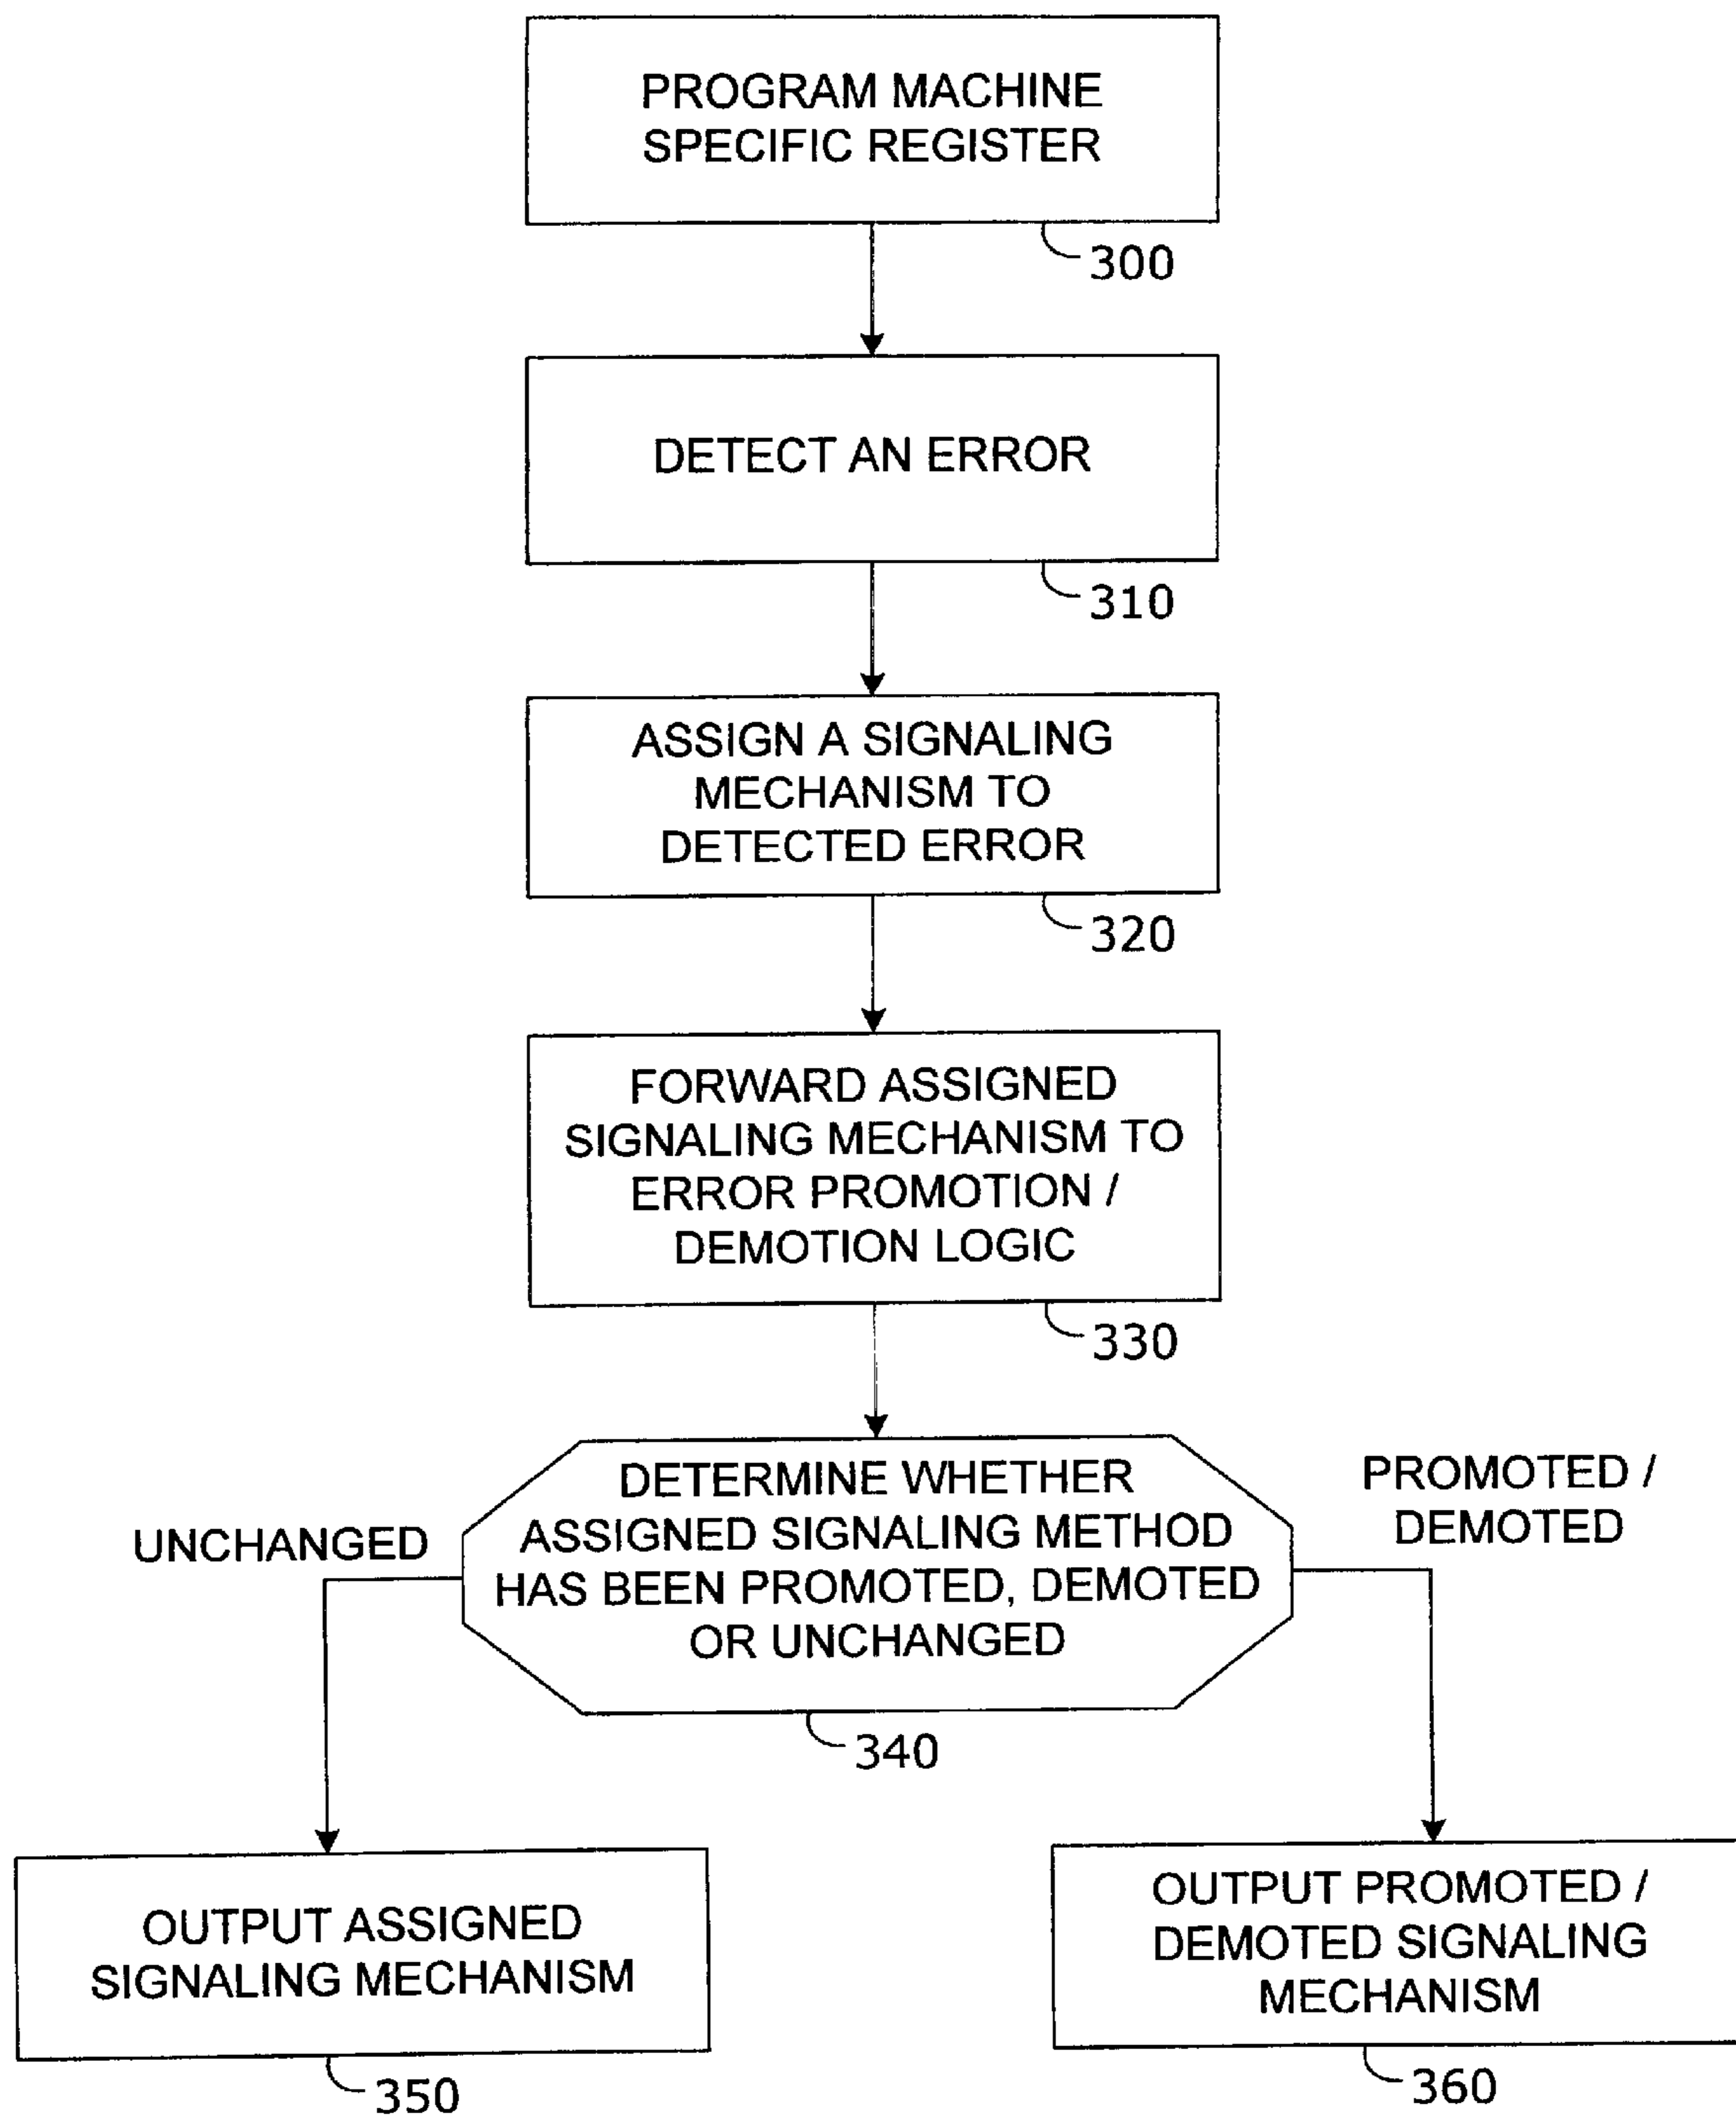 PROGRAM MACHINE
SPECIFIC REGISTER
300
DETECT AN ERROR
310
ASSIGN A SIGNALING
MECHANISM TO
DETECTED ERROR
320
FORWARD ASSIGNED
SIGNALING MECHANISM TO
ERROR PROMOTION /
DEMOTION LOGIC
330
DETERMINE WHETHER
ASSIGNED SIGNALING METHOD
HAS BEEN PROMOTED, DEMOTED
OR UNCHANGED
340
UNCHANGED
PROMOTED /
DEMOTED
OUTPUT ASSIGNED
SIGNALING MECHANISM
350
OUTPUT PROMOTED /
DEMOTED SIGNALING
MECHANISM
360